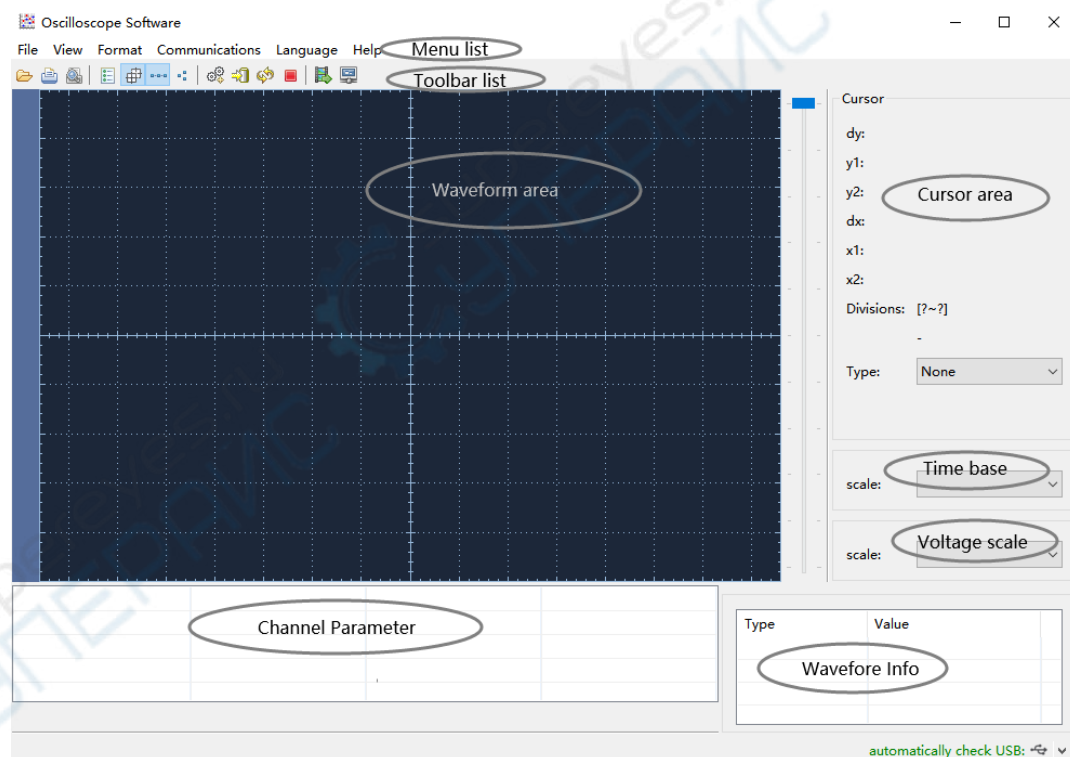 Oscilloscope Software
File View Format Communications Language Help
Menu list
Toolbar list
Waveform area
Cursor
dy:
y1:
y2:
Cursor area
dx:
x1:
x2:
Divisions: [?~?]
-
Type: None
Time base
scale:
Voltage scale
scale:
Channel Parameter
Type Value
Wavefore Info
automatically check USB: